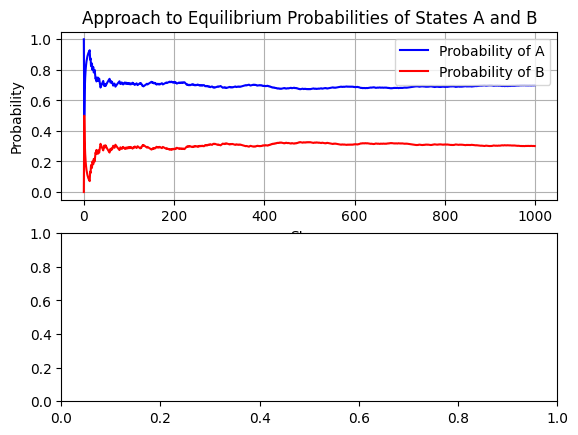 Approach to Equilibrium Probabilities of States A and B
1.0
0.8
0.6
0.4
0.2
0.0
Probability
Probability of A
Probability of B
0 200 400 600 800 1000
1.0
0.8
0.6
0.4
0.2
0.0
0.0 0.2 0.4 0.6 0.8 1.0